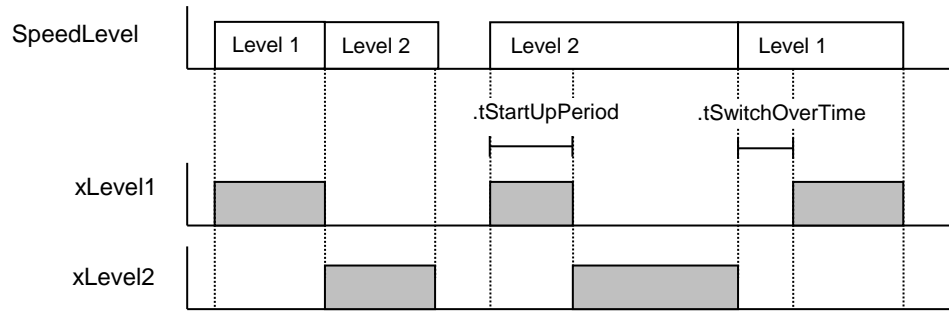 SpeedLevel
Level 1
Level 2
Level 2
Level 1
.tStartUpPeriod
.tSwitchOverTime
xLevel1
xLevel2